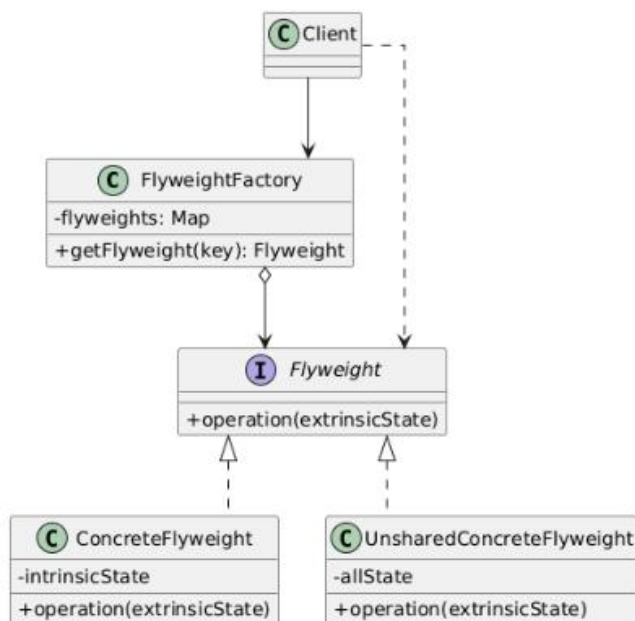 C Client
C FlyweightFactory
-flyweights: Map
+getFlyweight(key): Flyweight
I Flyweight
+operation(extrinsicState)
C ConcreteFlyweight
-intrinsicState
+operation(extrinsicState)
C UnsharedConcreteFlyweight
-allState
+operation(extrinsicState)